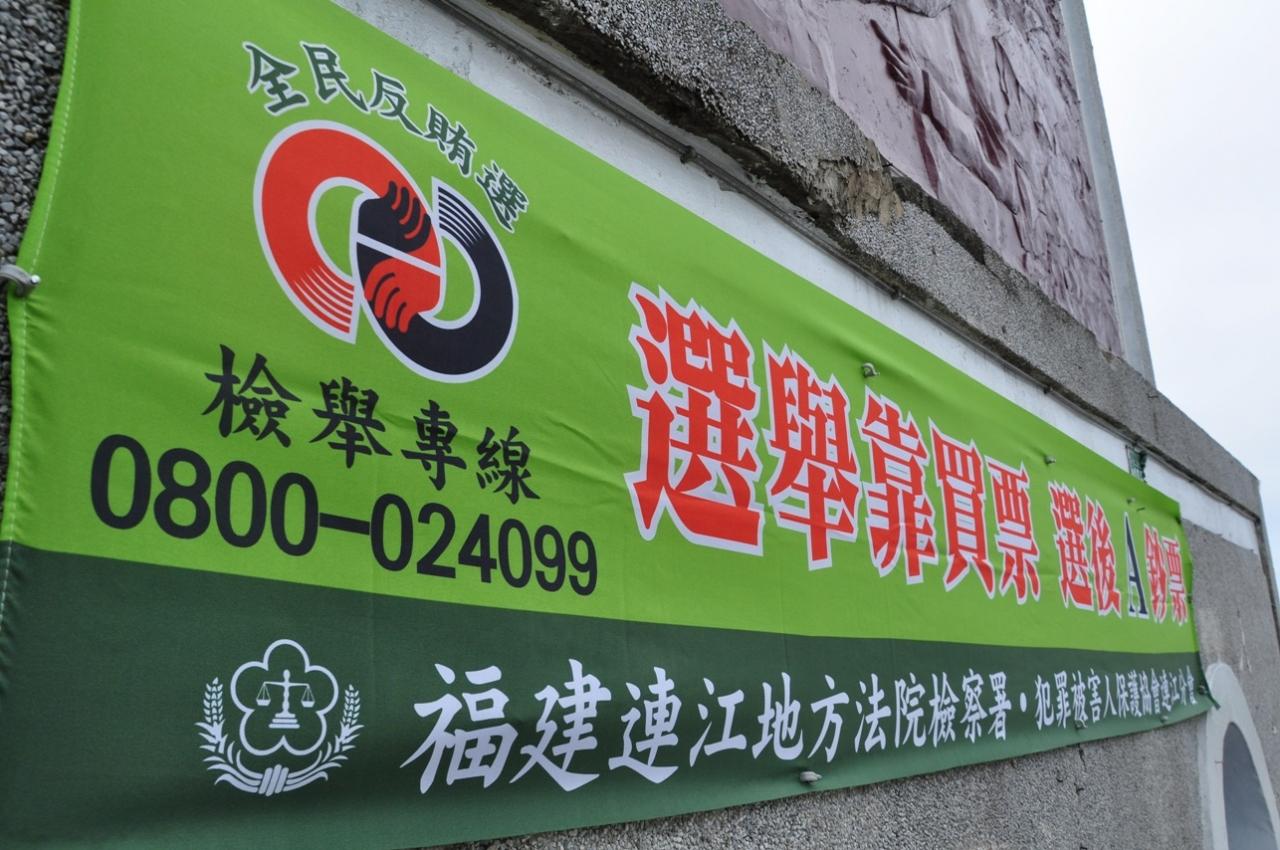 全民反賄選
檢舉專線
0800-024099
選舉靠買票 選後A鈔票
福建連江地方法院檢察署·犯罪被害人保護協會連江分會